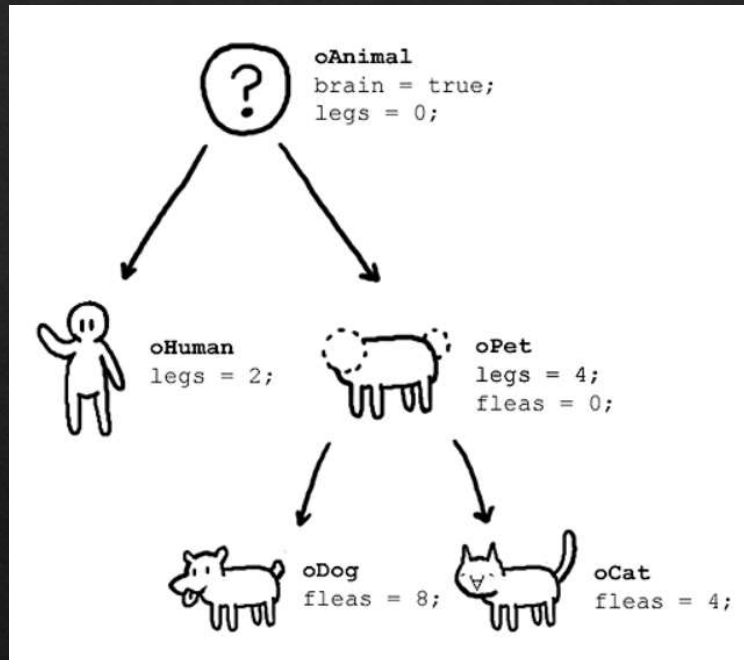 ?
oAnimal
brain = true;
legs = 0;
oHuman
legs = 2;
oPet
legs = 4;
fleas = 0;
oDog
fleas = 8;
oCat
fleas = 4;